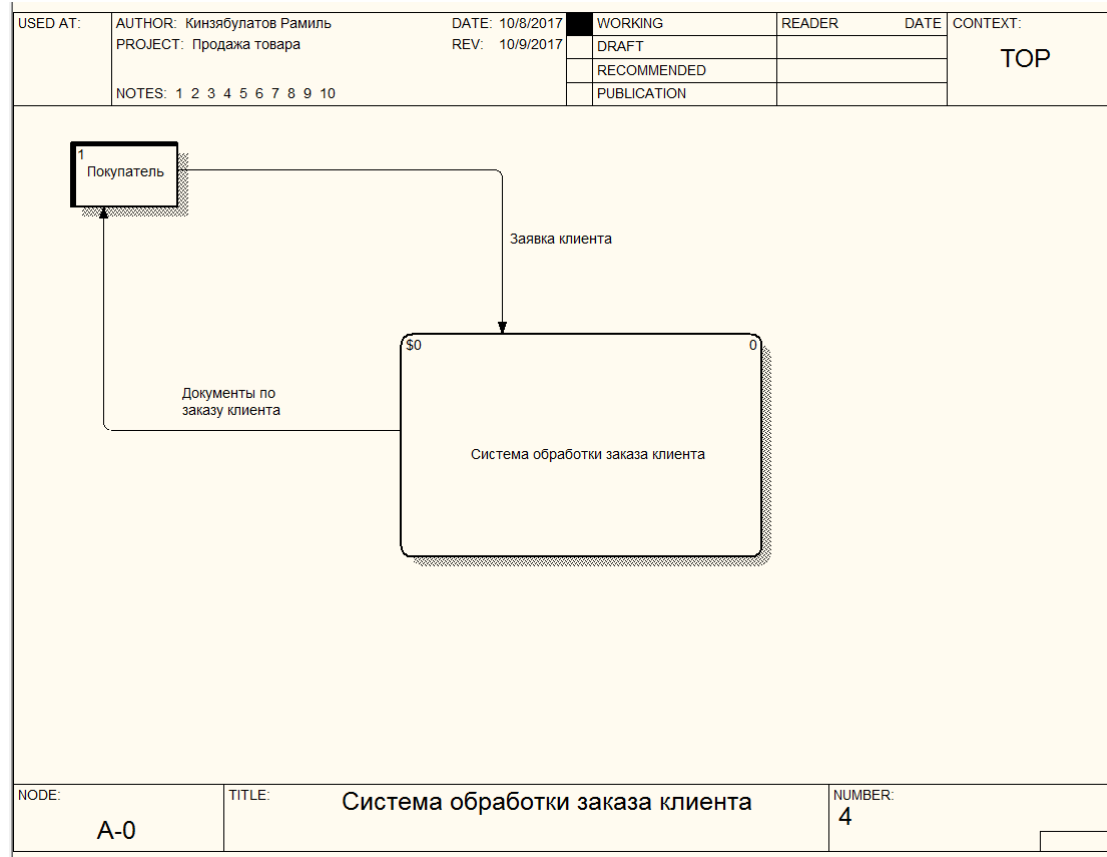 USED AT:
AUTHOR: Кинзябулатов Рамиль
DATE: 10/8/2017
WORKING
READER
DATE
CONTEXT:
PROJECT: Продажа товара
REV: 10/9/2017
DRAFT
TOP
RECOMMENDED
NOTES: 1 2 3 4 5 6 7 8 9 10
PUBLICATION
1
Покупатель
Заявка клиента
$0
0
Документы по
заказу клиента
Система обработки заказа клиента
NODE:
A-0
TITLE:
Система обработки заказа клиента
NUMBER:
4